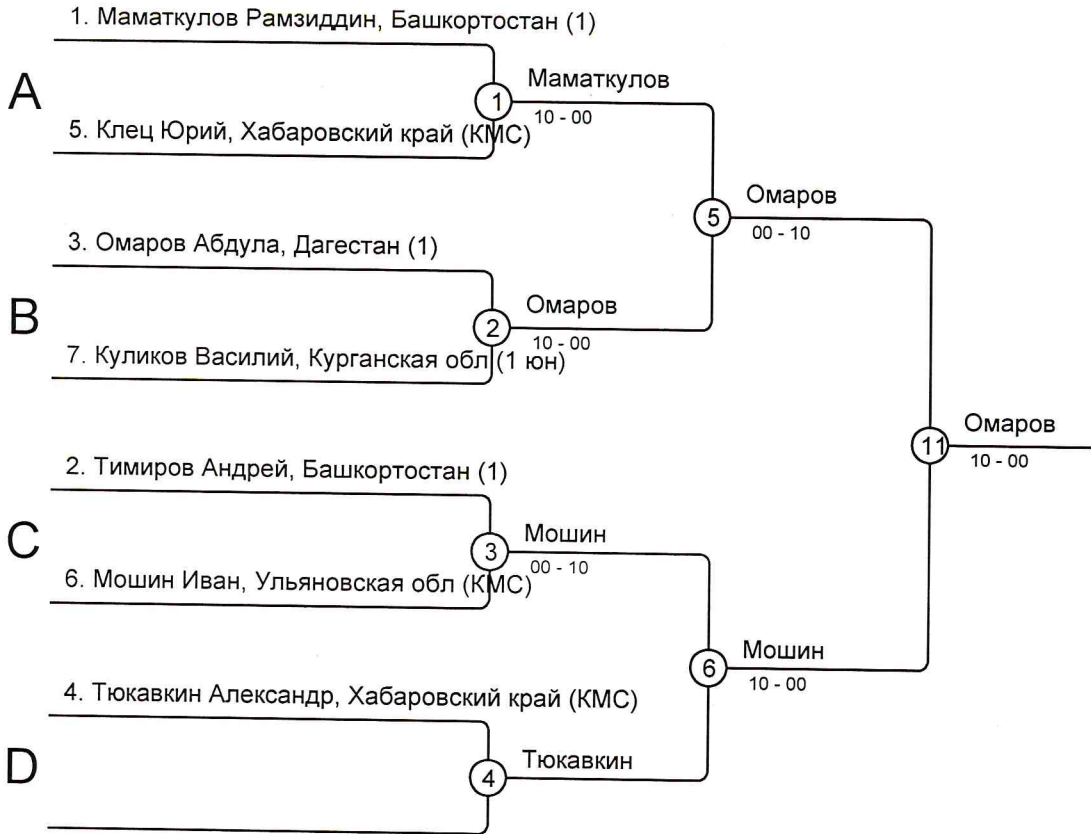 1. Маматкулов Рамзиддин, Башкортостан (1)
A
1
Маматкулов
10 - 00
5. Клец Юрий, Хабаровский край (КМС)
5
Омаров
00 - 10
3. Омаров Абдула, Дагестан (1)
B
2
Омаров
10 - 00
7. Куликов Василий, Курганская обл (1 юн)
11
Омаров
10 - 00
2. Тимиров Андрей, Башкортостан (1)
C
3
Мошин
00 - 10
6. Мошин Иван, Ульяновская обл (КМС)
6
Мошин
10 - 00
4. Тюкавкин Александр, Хабаровский край (КМС)
D
4
Тюкавкин